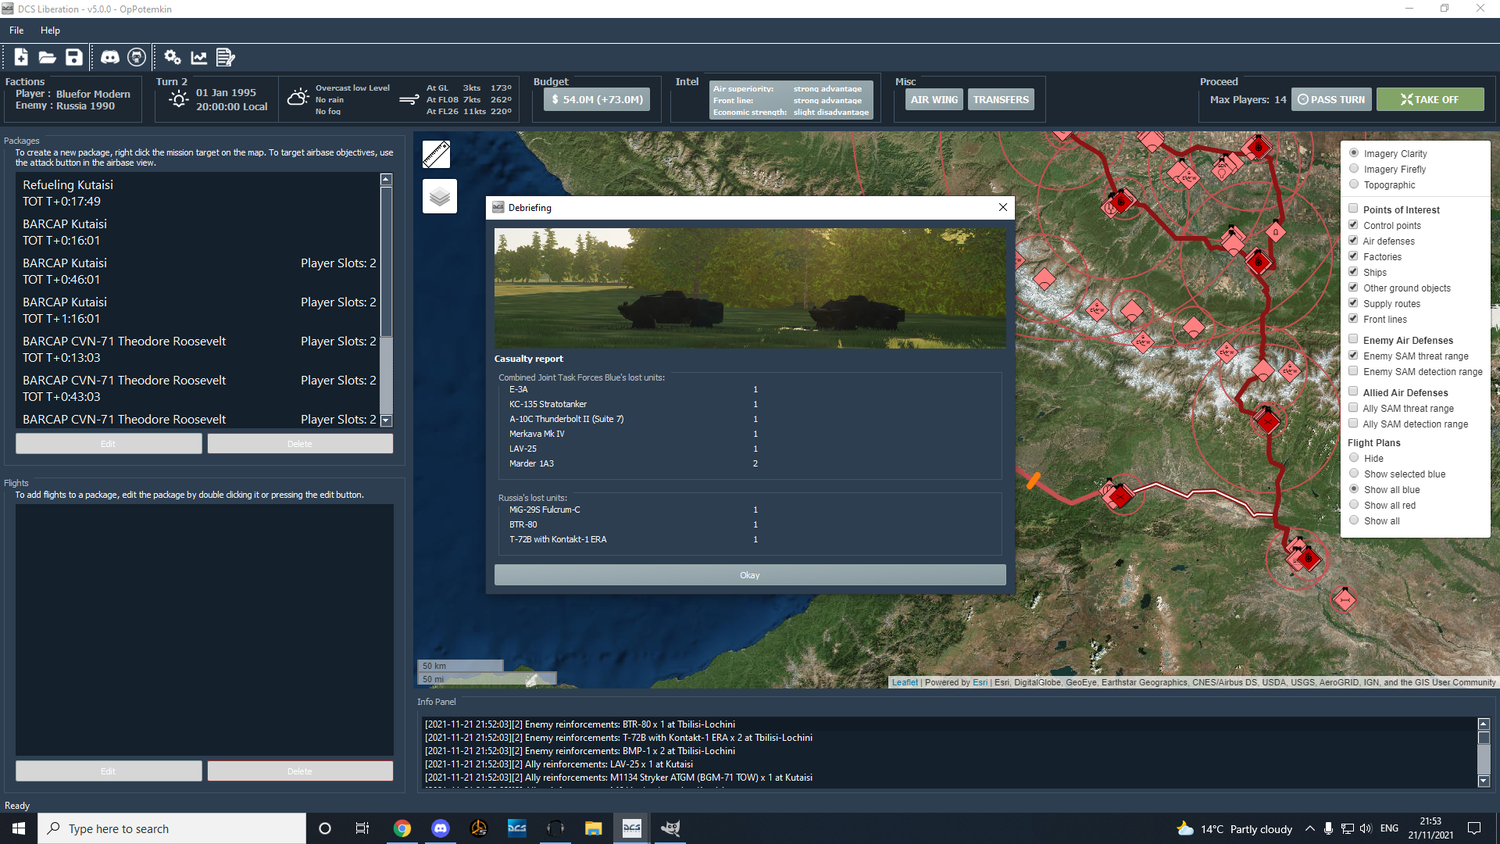 DCS Liberation - v5.0.0 - OpPotemkin
File Help
Factions
Player : Bluefor Modern
Enemy : Russia 1990
Turn 2
01 Jan 1995
20:00:00 Local
Overcast low Level
No rain
No fog
At GL 3kts 173º
At FL08 7kts 262º
At FL26 11kts 220º
Budget
$ 54.0M (+73.0M)
Intel
Air superiority: strong advantage
Front line: strong advantage
Economic strength: slight disadvantage
Misc
AIR WING TRANSFERS
Proceed
Max Players: 14 PASS TURN TAKE OFF
Packages
To create a new package, right click the mission target on the map. To target airbase objectives, use
the attack button in the airbase view.
Refueling Kutaisi
TOT T+0:17:49
BARCAP Kutaisi
TOT T+0:16:01
BARCAP Kutaisi Player Slots: 2
TOT T+0:46:01
BARCAP Kutaisi Player Slots: 2
TOT T+1:16:01
BARCAP CVN-71 Theodore Roosevelt Player Slots: 2
TOT T+0:13:03
BARCAP CVN-71 Theodore Roosevelt Player Slots: 2
TOT T+0:43:03
BARCAP CVN-71 Theodore Roosevelt Player Slots: 2
Edit Delete
Flights
To add flights to a package, edit the package by double clicking it or pressing the edit button.
Edit Delete
Debriefing
Casualty report
Combined Joint Task Forces Blue's lost units:
E-3A 1
KC-135 Stratotanker 1
A-10C Thunderbolt II (Suite 7) 1
Merkava Mk IV 1
LAV-25 1
Marder 1A3 2
Russia's lost units:
MiG-29S Fulcrum-C 1
BTR-80 1
T-72B with Kontakt-1 ERA 1
Okay
Imagery Clarity
Imagery Firefly
Topographic
Points of Interest
Control points
Air defenses
Factories
Ships
Other ground objects
Supply routes
Front lines
Enemy Air Defenses
Enemy SAM threat range
Enemy SAM detection range
Allied Air Defenses
Ally SAM threat range
Ally SAM detection range
Flight Plans
Hide
Show selected blue
Show all blue
Show all red
Show all
50 km
50 mi
Leaflet | Powered by Esri | Esri, DigitalGlobe, GeoEye, Earthstar Geographics, CNES/Airbus DS, USDA, USGS, AeroGRID, IGN, and the GIS User Community
Info Panel
[2021-11-21 21:52:03][2] Enemy reinforcements: BTR-80 x 1 at Tbilisi-Lochini
[2021-11-21 21:52:03][2] Enemy reinforcements: T-72B with Kontakt-1 ERA x 2 at Tbilisi-Lochini
[2021-11-21 21:52:03][2] Enemy reinforcements: BMP-1 x 2 at Tbilisi-Lochini
[2021-11-21 21:52:03][2] Ally reinforcements: LAV-25 x 1 at Kutaisi
[2021-11-21 21:52:03][2] Ally reinforcements: M1134 Stryker ATGM (BGM-71 TOW) x 1 at Kutaisi
Ready
Type here to search
DCS
DCS
14°C Partly cloudy
ENG
21:53
21/11/2021